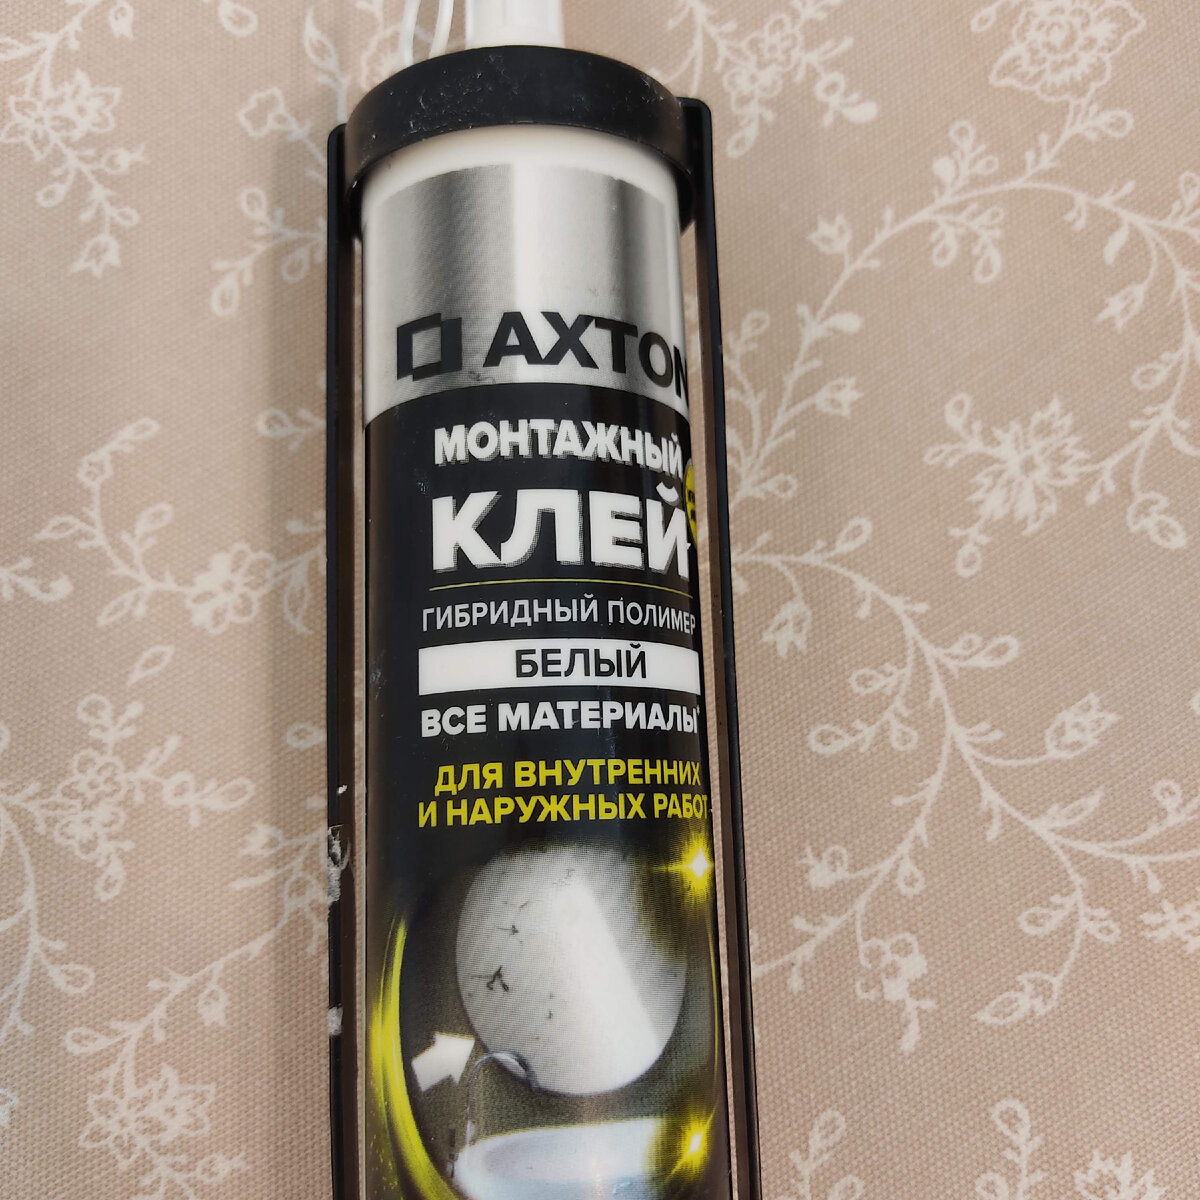 AXTON
МОНТАЖНЫЙ
КЛЕЙ
ГИБРИДНЫЙ ПОЛИМЕР
БЕЛЫЙ
ВСЕ МАТЕРИАЛЫ*
ДЛЯ ВНУТРЕННИХ
И НАРУЖНЫХ РАБОТ